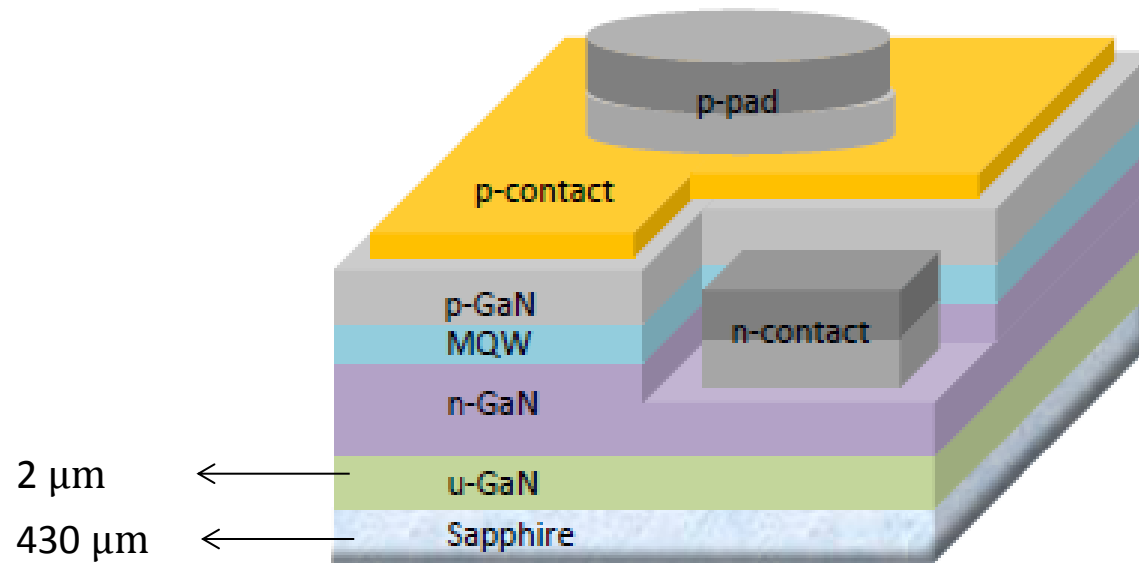 p-pad
p-contact
p-GaN
MQW
n-contact
n-GaN
2 μm
u-GaN
430 μm
Sapphire